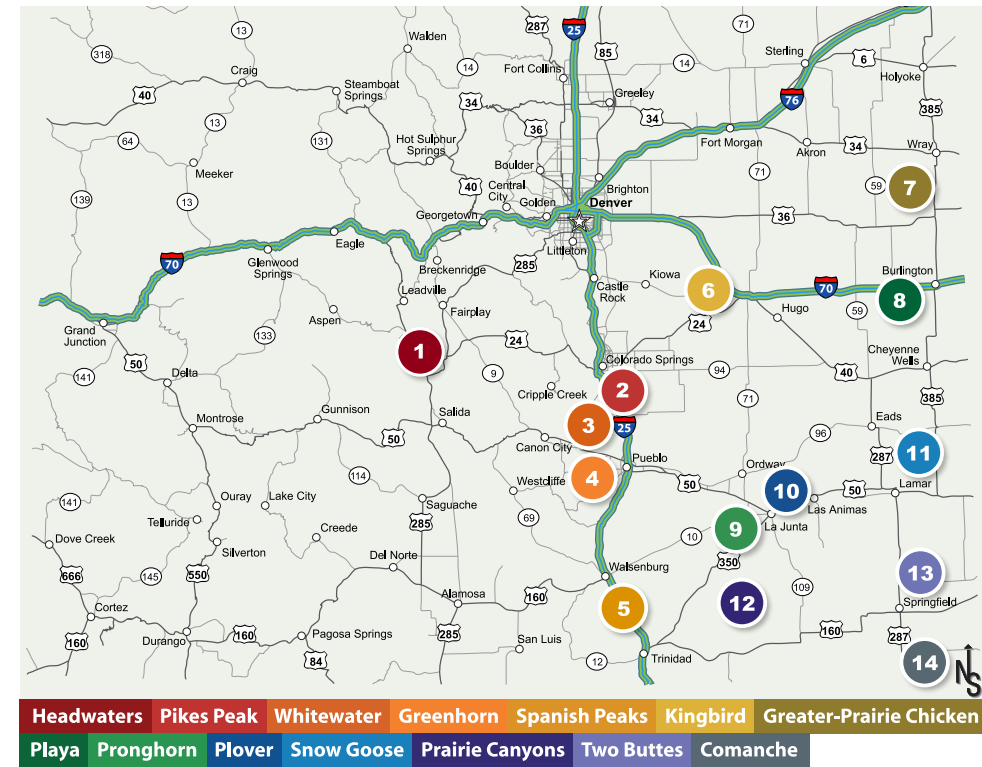 13
287
25
71
318
Walden
85
Sterling
6
Craig
14
Fort Collins
14
Holyoke
40
Steamboat
Springs
34
Greeley
76
385
13
36
34
64
131
Hot Sulphur
Springs
Fort Morgan
Akron
34
Wray
Meeker
Boulder
71
139
13
40
Central
City
Brighton
59
7
Golden
Denver
Georgetown
36
Eagle
Littleton
70
Glenwood
Springs
Breckenridge
285
Kiowa
70
Burlington
Leadville
Castle
Rock
6
8
Aspen
Fairplay
Hugo
59
Grand
Junction
133
24
24
50
1
Colorado Springs
Cheyenne
Wells
141
Delta
9
94
40
Cripple Creek
2
71
385
Montrose
Gunnison
Salida
3
25
Eads
50
Canon City
96
287
11
114
Pueblo
Ordway
Westcliffe
4
50
10
50
Lamar
141
Ouray
Lake City
Saguache
Las Animas
Telluride
285
69
9
La Junta
Dove Creek
Creede
10
Silverton
350
Del Norte
Walsenburg
13
666
145
550
109
Alamosa
160
5
12
Springfield
Cortez
160
Durango
160
Pagosa Springs
285
San Luis
160
287
84
12
Trinidad
14
N
S
Headwaters Pikes Peak Whitewater Greenhorn Spanish Peaks Kingbird Greater-Prairie Chicken
Playa Pronghorn Plover Snow Goose Prairie Canyons Two Buttes Comanche